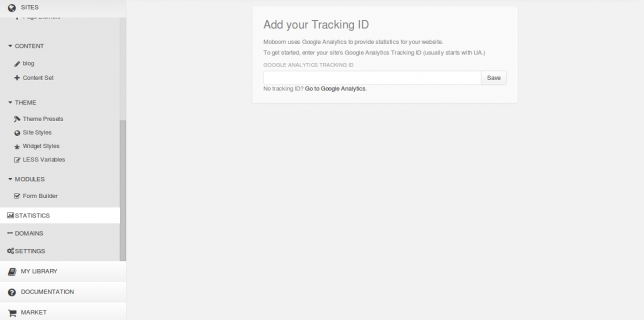 SITES
CONTENT
blog
Content Set
THEME
Theme Presets
Site Styles
Widget Styles
LESS Variables
MODULES
Form Builder
STATISTICS
DOMAINS
SETTINGS
MY LIBRARY
DOCUMENTATION
MARKET
Add your Tracking ID
Moboom uses Google Analytics to provide statistics for your website.
To get started, enter your site's Google Analytics Tracking ID (usually starts with UA.)
GOOGLE ANALYTICS TRACKING ID
Save
No tracking ID? Go to Google Analytics.